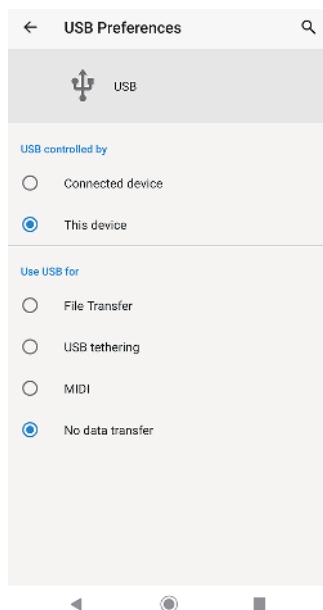 USB Preferences
USB
USB controlled by
Connected device
This device
Use USB for
File Transfer
USB tethering
MIDI
No data transfer